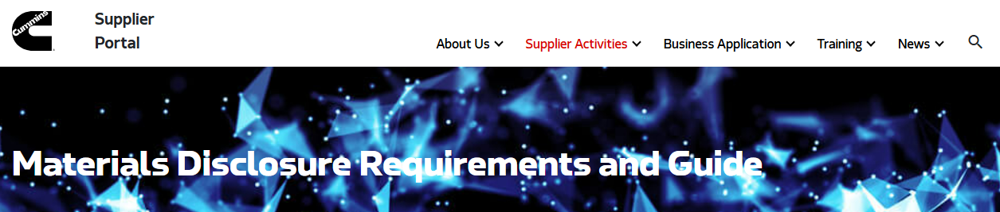 Cummins
Supplier
Portal
About Us
Supplier Activities
Business Application
Training
News
Materials Disclosure Requirements and Guide